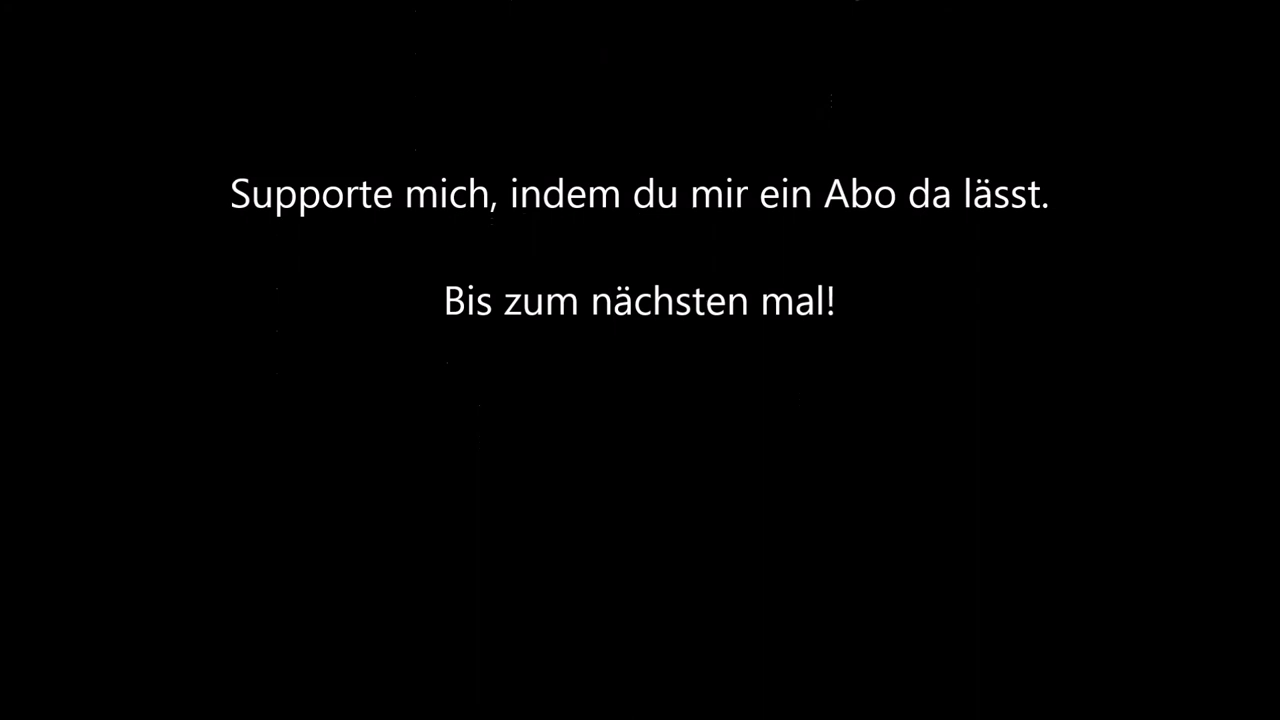 Supporte mich, indem du mir ein Abo da lässt.
Bis zum nächsten mal!